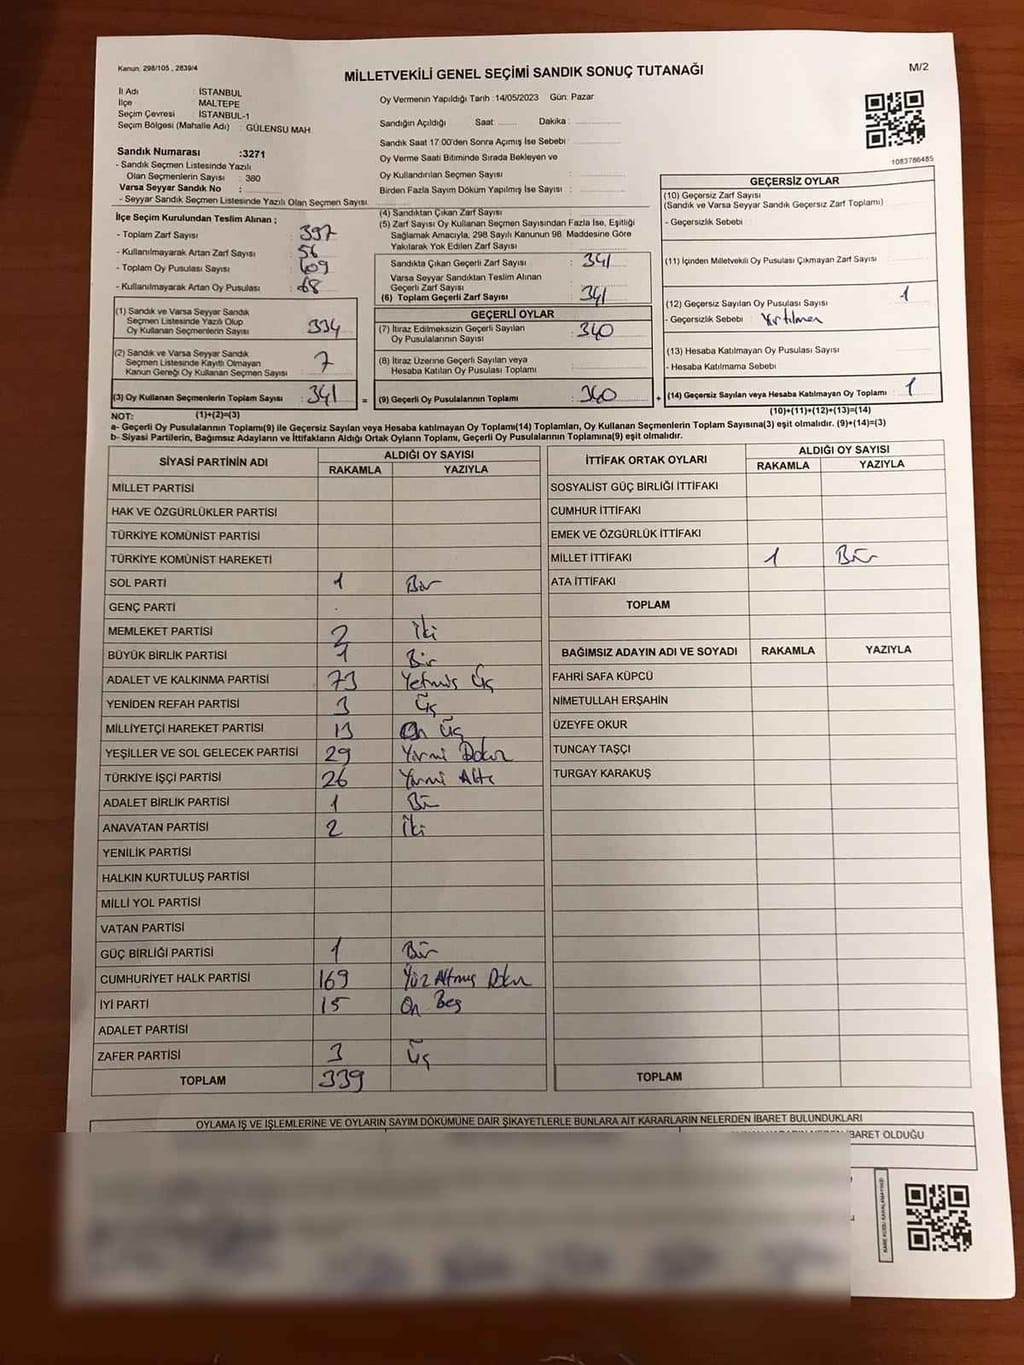 Kanun, 298/105 , 2839/4
MİLLETVEKİLİ GENEL SEÇİMİ SANDIK SONUÇ TUTANAĞI
M/2
İl Adı : İSTANBUL
İlçe : MALTEPE
Seçim Çevresi : İSTANBUL-1
Seçim Bölgesi (Mahalle Adı) : GÜLENSU MAH
Sandık Numarası :3271
- Sandık Seçmen Listesinde Yazılı
Olan Seçmenlerin Sayısı : 380
Varsa Seyyar Sandık No :
- Seyyar Sandık Seçmen Listesinde Yazılı Olan Seçmen Sayısı
Oy Vermenin Yapıldığı Tarih :14/05/2023 Gün: Pazar
Sandığın Açıldığı Saat: Dakika :
Sandık Saat 17.00'den Sonra Açımış İse Sebebi :
Oy Verme Saati Bitiminde Sırada Bekleyen ve
Oy Kullandırılan Seçmen Sayısı :
Birden Fazla Sayım Döküm Yapılmış İse Sayısı :
1083766485
İlçe Seçim Kurulundan Teslim Alınan ;
- Toplam Zarf Sayısı : 397
- Kullanılmayarak Artan Zarf Sayısı : 56
- Toplam Oy Pusulası Sayısı : 409
- Kullanılmayarak Artan Oy Pusulası : 68
(1) Sandık ve Varsa Seyyar Sandık
Seçmen Listesinde Yazılı Olup
Oy Kullanan Seçmenlerin Sayısı : 334
(2) Sandık ve Varsa Seyyar Sandık
Seçmen Listesinde Kayıtlı Olmayan
Kanun Gereği Oy Kullanan Seçmen Sayısı : 7
(3) Oy Kullanan Seçmenlerin Toplam Sayısı : 341 =
(4) Sandıktan Çıkan Zarf Sayısı :
(5) Zarf Sayısı Oy Kullanan Seçmen Sayısından Fazla İse, Eşitliği
Sağlamak Amacıyla, 298 Sayılı Kanunun 98. Maddesine Göre
Yakılarak Yok Edilen Zarf Sayısı :
Sandıkta Çıkan Geçerli Zarf Sayısı : 341
Varsa Seyyar Sandıktan Teslim Alınan
Geçerli Zarf Sayısı :
(6) Toplam Geçerli Zarf Sayısı : 341
GEÇERLİ OYLAR
(7) İtiraz Edilmeksizin Geçerli Sayılan
Oy Pusulalarının Sayısı : 340
(8) İtiraz Üzerine Geçerli Sayılan veya
Hesaba Katılan Oy Pusulası Toplamı :
(9) Geçerli Oy Pusulalarının Toplamı : 340 +
GEÇERSİZ OYLAR
(10) Geçersiz Zarf Sayısı
(Sandık ve Varsa Seyyar Sandık Geçersiz Zarf Toplamı) :
- Geçersizlik Sebebi :
(11) İçinden Milletvekili Oy Pusulası Çıkmayan Zarf Sayısı :
(12) Geçersiz Sayılan Oy Pusulası Sayısı : 1
- Geçersizlik Sebebi : Yırtılmış
(13) Hesaba Katılmayan Oy Pusulası Sayısı :
- Hesaba Katılmama Sebebi :
(14) Geçersiz Sayılan veya Hesaba Katılmayan Oy Toplamı : 1
NOT: (1)+(2)=(3)
(10)+(11)+(12)+(13)=(14)
a- Geçerli Oy Pusulalarının Toplamı(9) ile Geçersiz Sayılan veya Hesaba katılmayan Oy Toplamı(14) Toplamları, Oy Kullanan Seçmenlerin Toplam Sayısına(3) eşit olmalıdır. (9)+(14)=(3)
b- Siyasi Partilerin, Bağımsız Adayların ve İttifakların Aldığı Ortak Oyların Toplamı, Geçerli Oy Pusulalarının Toplamına(9) eşit olmalıdır.
SİYASİ PARTİNİN ADI ALDIĞI OY SAYISI
RAKAMLA YAZIYLA
MİLLET PARTİSİ
HAK VE ÖZGÜRLÜKLER PARTİSİ
TÜRKİYE KOMÜNİST PARTİSİ
TÜRKİYE KOMÜNİST HAREKETİ
SOL PARTİ 1 Bir
GENÇ PARTİ
MEMLEKET PARTİSİ 2 İki
BÜYÜK BİRLİK PARTİSİ 1 Bir
ADALET VE KALKINMA PARTİSİ 73 Yetmiş Üç
YENİDEN REFAH PARTİSİ 3 Üç
MİLLİYETÇİ HAREKET PARTİSİ 13 On Üç
YEŞİLLER VE SOL GELECEK PARTİSİ 29 Yirmi Dokuz
TÜRKİYE İŞÇİ PARTİSİ 26 Yirmi Altı
ADALET BİRLİK PARTİSİ 1 Bir
ANAVATAN PARTİSİ 2 İki
YENİLİK PARTİSİ
HALKIN KURTULUŞ PARTİSİ
MİLLİ YOL PARTİSİ
VATAN PARTİSİ
GÜÇ BİRLİĞİ PARTİSİ 1 Bir
CUMHURİYET HALK PARTİSİ 169 Yüz Altmış Dokuz
İYİ PARTİ 15 On Beş
ADALET PARTİSİ
ZAFER PARTİSİ 3 Üç
TOPLAM 339
İTTİFAK ORTAK OYLARI ALDIĞI OY SAYISI
RAKAMLA YAZIYLA
SOSYALİST GÜÇ BİRLİĞİ İTTİFAKI
CUMHUR İTTİFAKI
EMEK VE ÖZGÜRLÜK İTTİFAKI
MİLLET İTTİFAKI 1 Bir
ATA İTTİFAKI
TOPLAM
BAĞIMSIZ ADAYIN ADI VE SOYADI RAKAMLA YAZIYLA
FAHRİ SAFA KÜPCÜ
NİMETULLAH ERŞAHİN
ÜZEYFE OKUR
TUNCAY TAŞÇI
TURGAY KARAKUŞ
TOPLAM
OYLAMA İŞ VE İŞLEMLERİNE VE OYLARIN SAYIM DÖKÜMÜNE DAİR ŞİKAYETLERLE BUNLARA AİT KARARLARIN NELERDEN İBARET BULUNDUKLARI
İBARET OLDUĞU